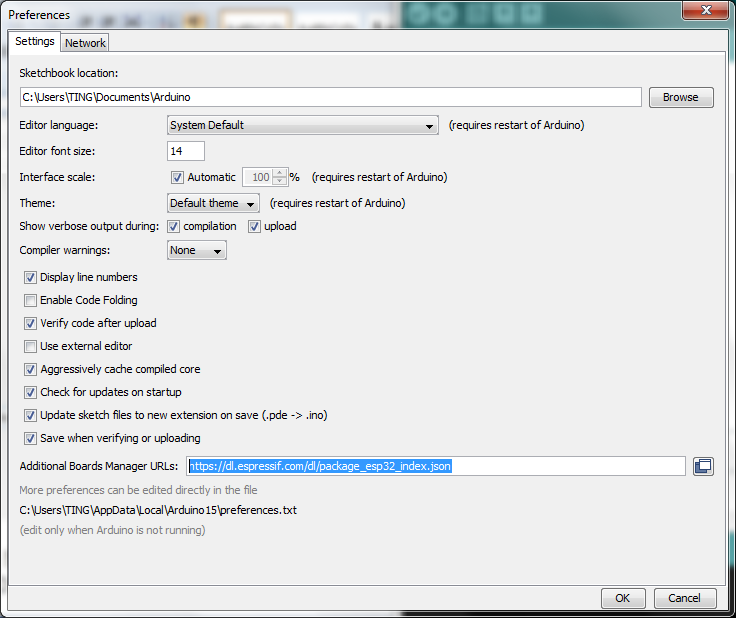 Preferences
Settings
Network
Sketchbook location:
C:\Users\TING\Documents\Arduino
Browse
Editor language:
System Default
(requires restart of Arduino)
Editor font size:
14
Interface scale:
Automatic
100
%
(requires restart of Arduino)
Theme:
Default theme
(requires restart of Arduino)
Show verbose output during:
compilation
upload
Compiler warnings:
None
Display line numbers
Enable Code Folding
Verify code after upload
Use external editor
Aggressively cache compiled core
Check for updates on startup
Update sketch files to new extension on save (.pde -> .ino)
Save when verifying or uploading
Additional Boards Manager URLs:
https://dl.espressif.com/dl/package_esp32_index.json
More preferences can be edited directly in the file
C:\Users\TING\AppData\Local\Arduino15\preferences.txt
(edit only when Arduino is not running)
OK
Cancel